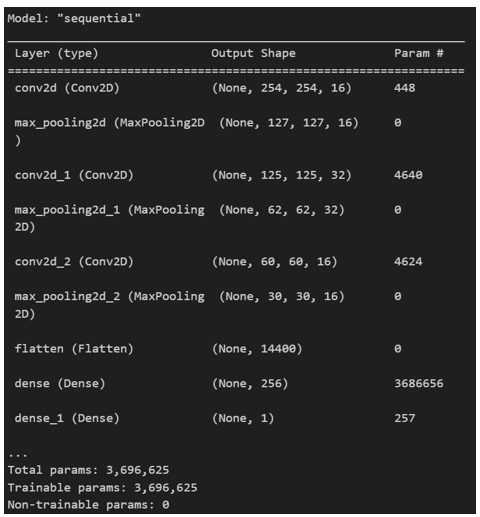 Model: "sequential"
_________________________________________________________________
Layer (type) Output Shape Param #
=================================================================
conv2d (Conv2D) (None, 254, 254, 16) 448
max_pooling2d (MaxPooling2D (None, 127, 127, 16) 0
)
conv2d_1 (Conv2D) (None, 125, 125, 32) 4640
max_pooling2d_1 (MaxPooling (None, 62, 62, 32) 0
2D)
conv2d_2 (Conv2D) (None, 60, 60, 16) 4624
max_pooling2d_2 (MaxPooling (None, 30, 30, 16) 0
2D)
flatten (Flatten) (None, 14400) 0
dense (Dense) (None, 256) 3686656
dense_1 (Dense) (None, 1) 257
...
Total params: 3,696,625
Trainable params: 3,696,625
Non-trainable params: 0